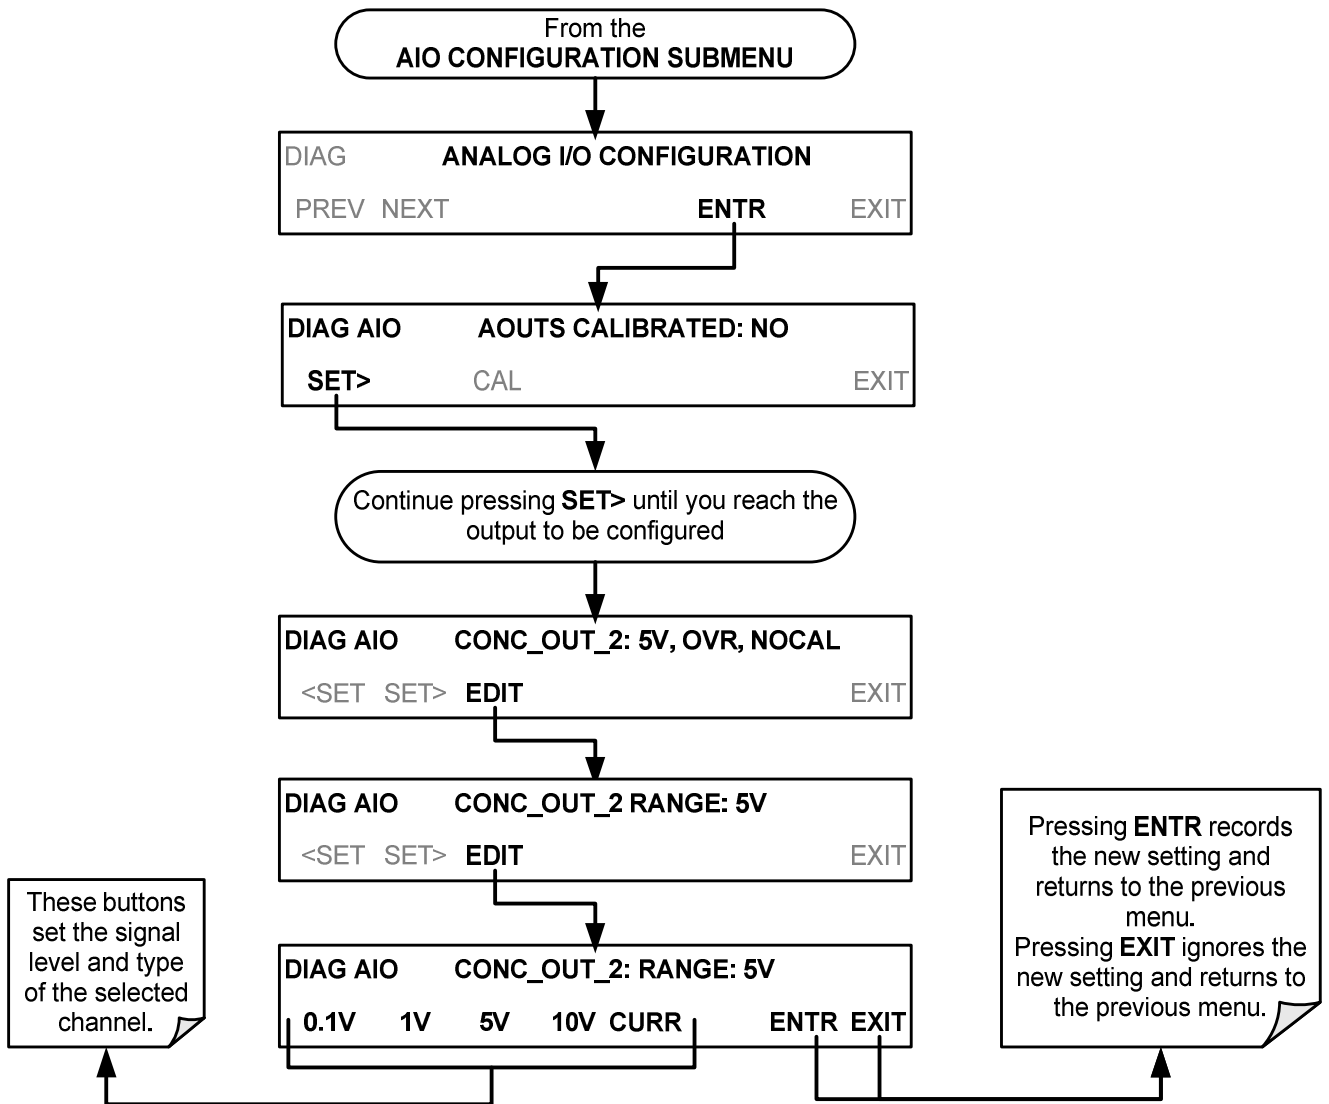 From the
AIO CONFIGURATION SUBMENU
DIAG ANALOG I/O CONFIGURATION
PREV NEXT ENTR EXIT
DIAG AIO AOUTS CALIBRATED: NO
SET> CAL EXIT
Continue pressing SET> until you reach the
output to be configured
DIAG AIO CONC_OUT_2: 5V, OVR, NOCAL
<SET SET> EDIT EXIT
DIAG AIO CONC_OUT_2 RANGE: 5V
<SET SET> EDIT EXIT
DIAG AIO CONC_OUT_2: RANGE: 5V
0.1V 1V 5V 10V CURR ENTR EXIT
These buttons
set the signal
level and type
of the selected
channel.
Pressing ENTR records
the new setting and
returns to the previous
menu.
Pressing EXIT ignores the
new setting and returns to
the previous menu.